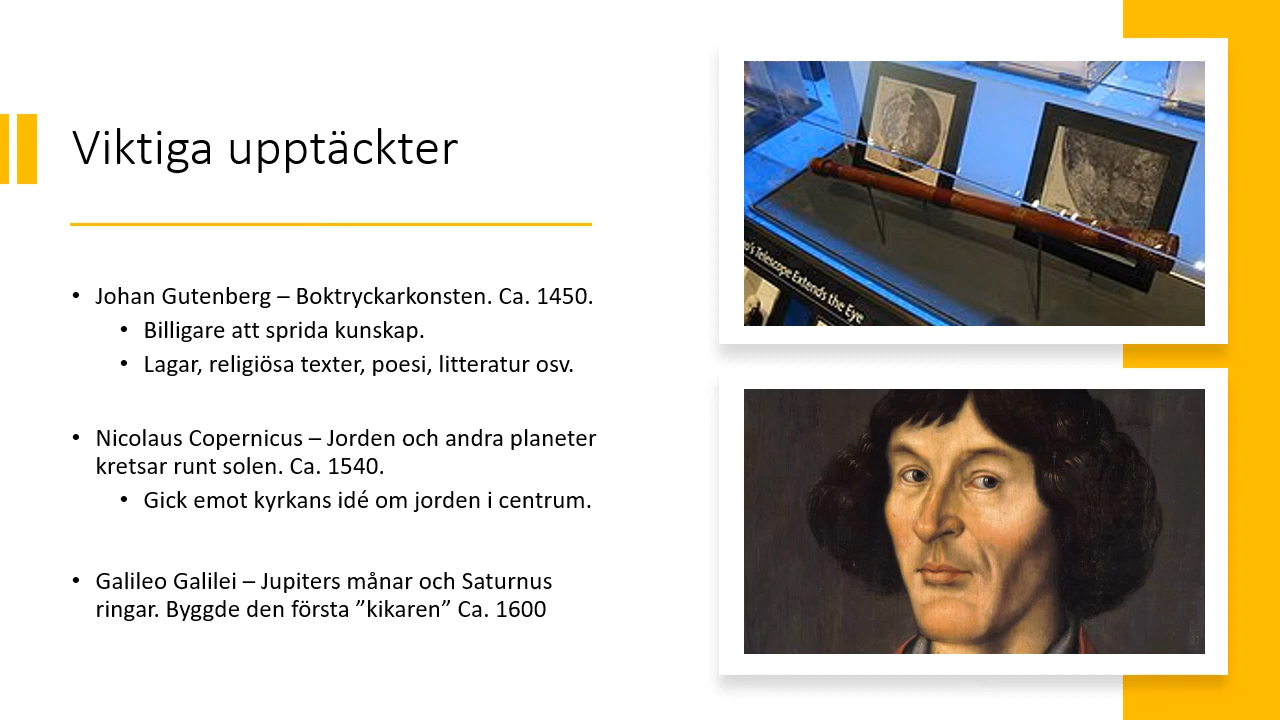 Viktiga upptäckter
• Johan Gutenberg – Boktryckarkonsten. Ca. 1450.
• Billigare att sprida kunskap.
• Lagar, religiösa texter, poesi, litteratur osv.
• Nicolaus Copernicus – Jorden och andra planeter
kretsar runt solen. Ca. 1540.
• Gick emot kyrkans idé om jorden i centrum.
• Galileo Galilei – Jupiters månar och Saturnus
ringar. Byggde den första ”kikaren” Ca. 1600
Telescope Extends the Eye